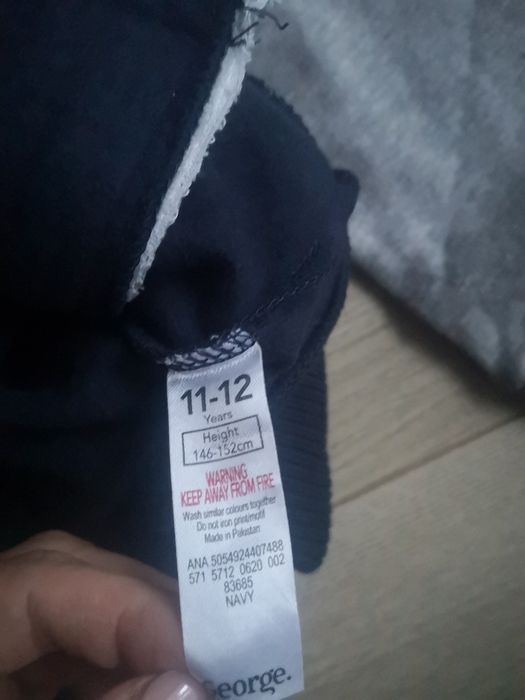 11-12
Years
Height
146-152cm
WARNING
KEEP AWAY FROM FIRE
Wash similar colours together
Do not iron print/motif
Made in Pakistan
ANA 5054924407488
571 5712 0620 002
83685
NAVY
George.